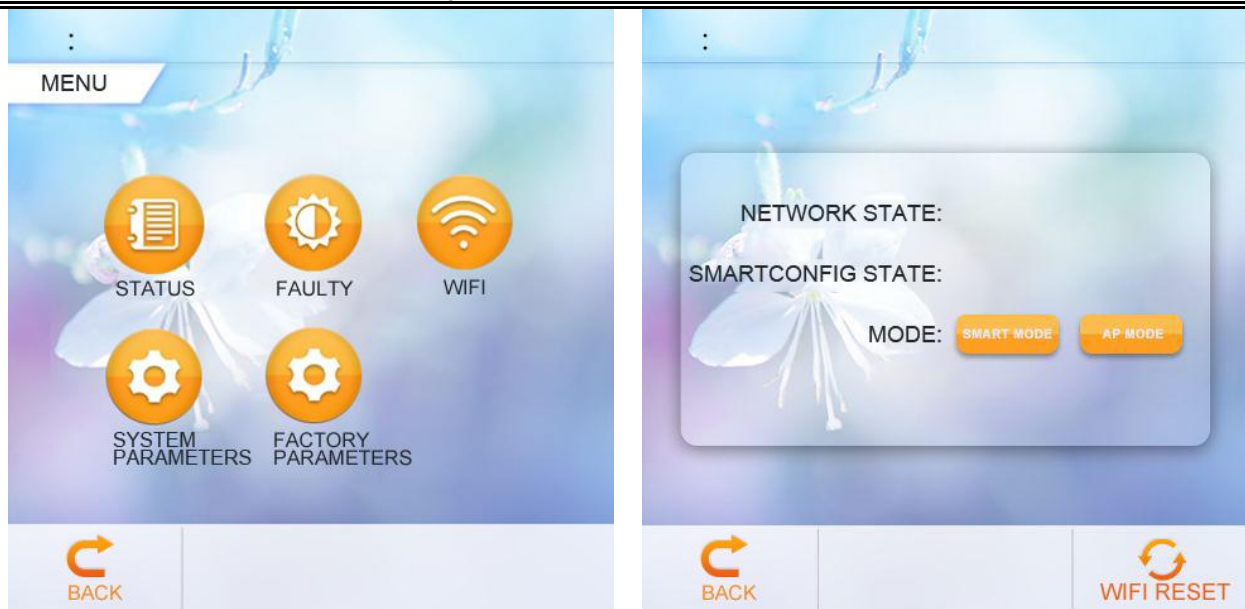 :
MENU
STATUS
FAULTY
WIFI
SYSTEM
PARAMETERS
FACTORY
PARAMETERS
BACK
:
NETWORK STATE:
SMARTCONFIG STATE:
MODE: SMART MODE AP MODE
BACK
WIFI RESET